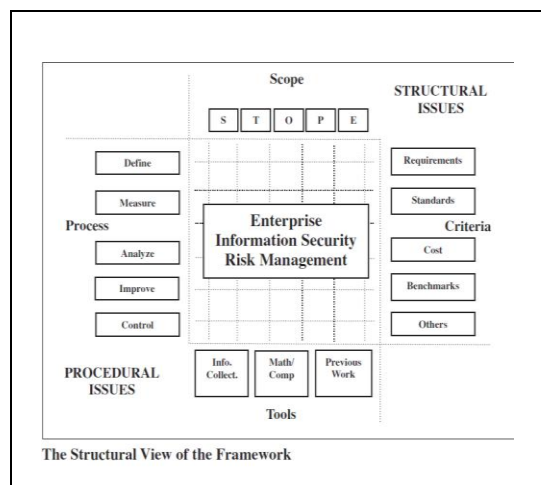 Scope
STRUCTURAL
ISSUES
S T O P E
Define
Measure
Process
Analyze
Improve
Control
Enterprise
Information Security
Risk Management
Requirements
Standards
Criteria
Cost
Benchmarks
Others
PROCEDURAL
ISSUES
Info.
Collect.
Math/
Comp
Previous
Work
Tools
The Structural View of the Framework